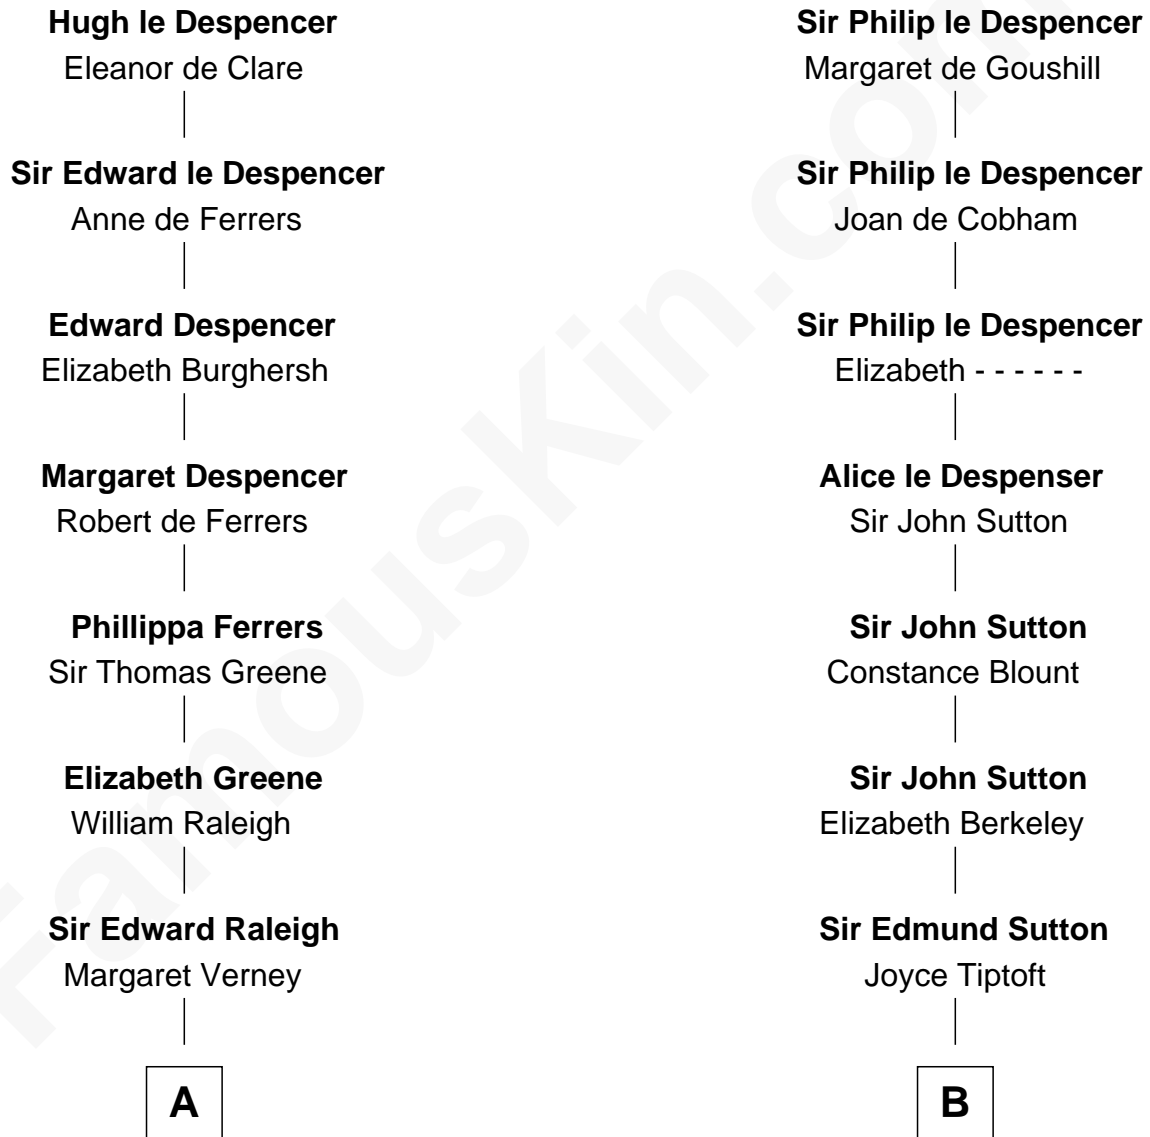 Hugh le Despencer
Eleanor de Clare
Sir Edward le Despencer
Anne de Ferrers
Edward Despencer
Elizabeth Burghersh
Margaret Despencer
Robert de Ferrers
Phillippa Ferrers
Sir Thomas Greene
Elizabeth Greene
William Raleigh
Sir Edward Raleigh
Margaret Verney
A
Sir Philip le Despencer
Margaret de Goushill
Sir Philip le Despencer
Joan de Cobham
Sir Philip le Despencer
Elizabeth - - - - - -
Alice le Despenser
Sir John Sutton
Sir John Sutton
Constance Blount
Sir John Sutton
Elizabeth Berkeley
Sir Edmund Sutton
Joyce Tiptoft
B
FamousKin.com